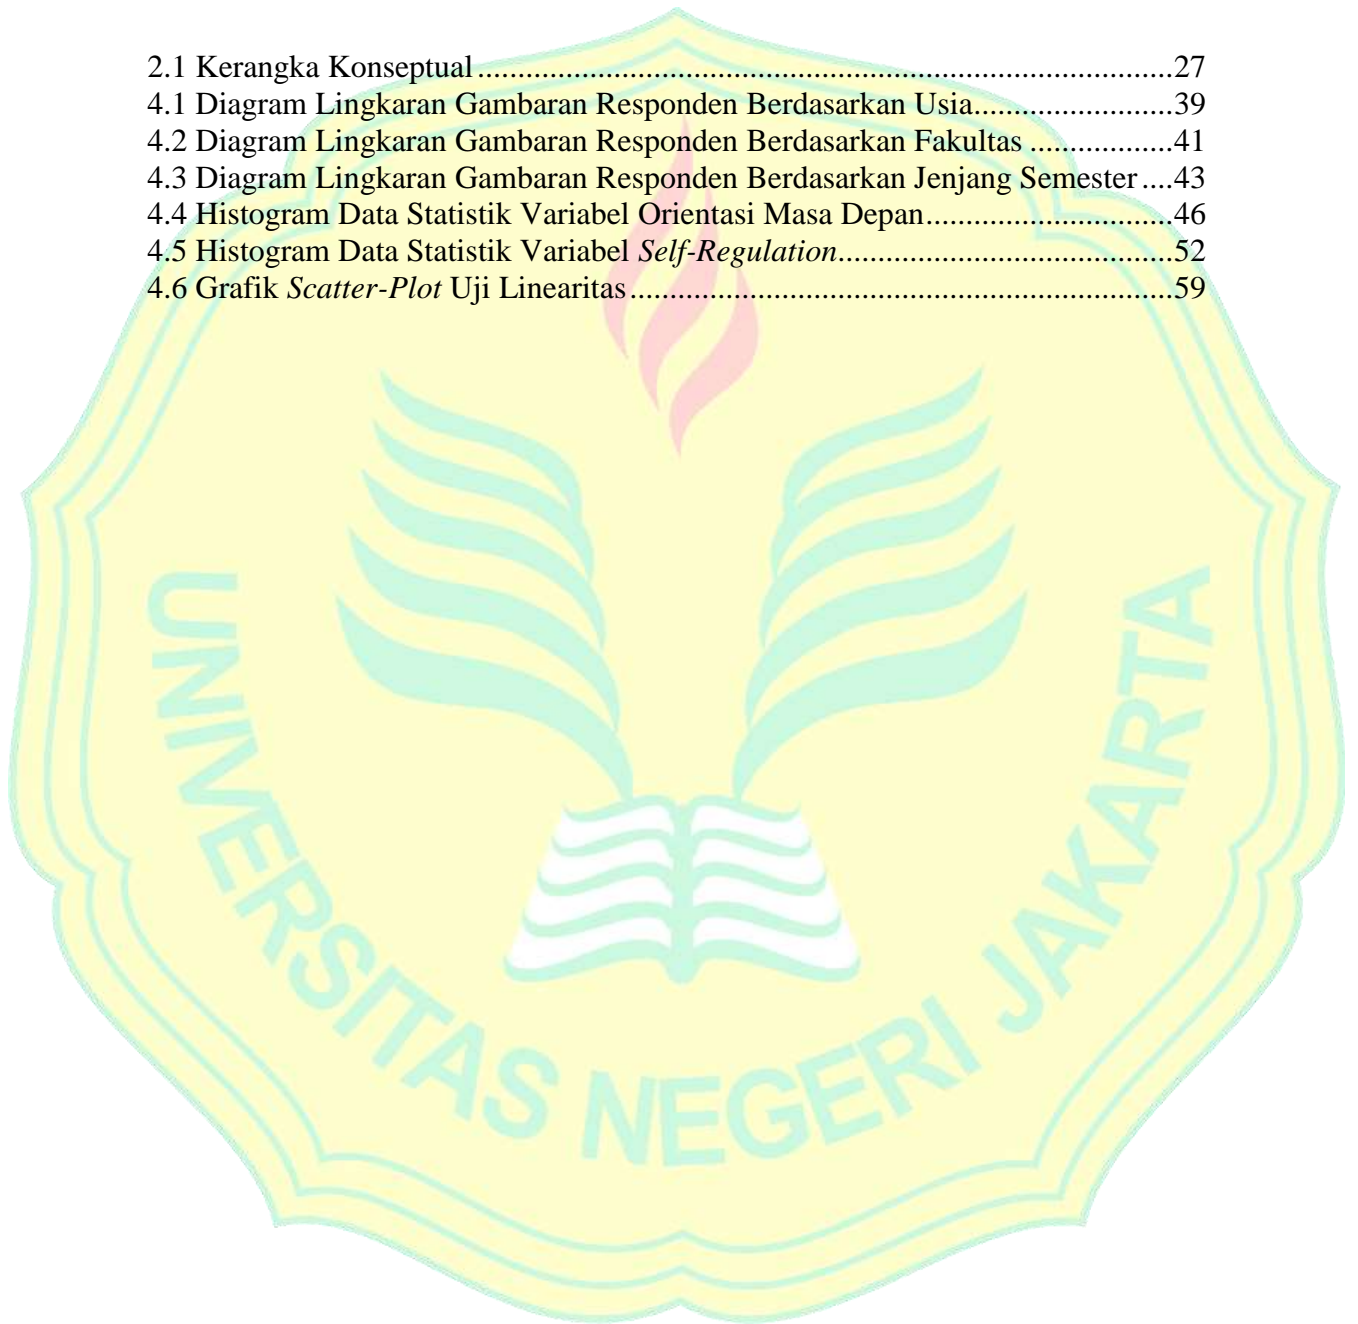 2.1 Kerangka Konseptual........................................................................................27
4.1 Diagram Lingkaran Gambaran Responden Berdasarkan Usia.........................39
4.2 Diagram Lingkaran Gambaran Responden Berdasarkan Fakultas .................41
4.3 Diagram Lingkaran Gambaran Responden Berdasarkan Jenjang Semester ....43
4.4 Histogram Data Statistik Variabel Orientasi Masa Depan...............................46
4.5 Histogram Data Statistik Variabel Self-Regulation..........................................52
4.6 Grafik Scatter-Plot Uji Linearitas.....................................................................59
UNIVERSITAS NEGERI JAKARTA